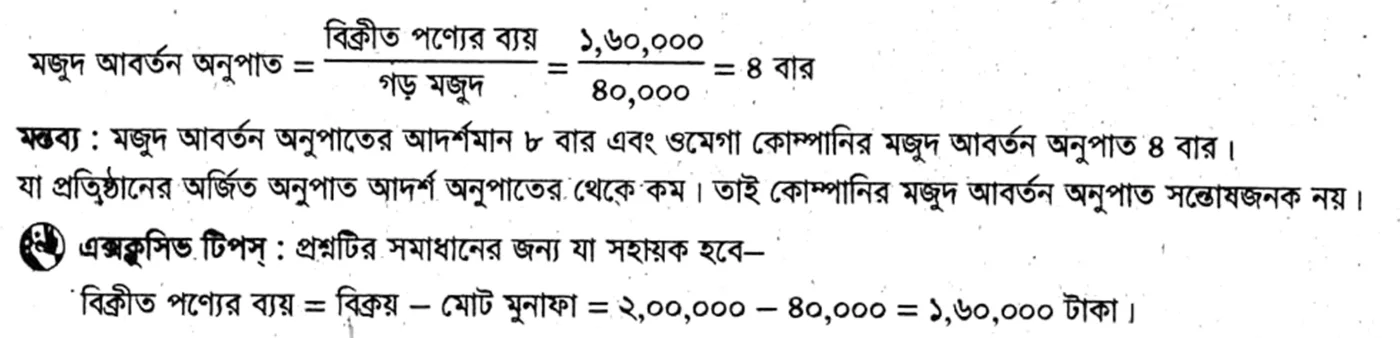 মজুদ আবর্তন অনুপাত = বিক্রীত পণ্যের ব্যয় / গড় মজুদ = ১,৬০,০০০ / ৪০,০০০ = ৪ বার
মন্তব্য : মজুদ আবর্তন অনুপাতের আদর্শমান ৮ বার এবং ওমেগা কোম্পানির মজুদ আবর্তন অনুপাত ৪ বার।
যা প্রতিষ্ঠানের অর্জিত অনুপাত আদর্শ অনুপাতের থেকে কম। তাই কোম্পানির মজুদ আবর্তন অনুপাত সন্তোষজনক নয়।
এক্সক্লুসিভ টিপস্ : প্রশ্নটির সমাধানের জন্য যা সহায়ক হবে–
বিক্রীত পণ্যের ব্যয় = বিক্রয় – মোট মুনাফা = ২,০০,০০০ – ৪০,০০০ = ১,৬০,০০০ টাকা।